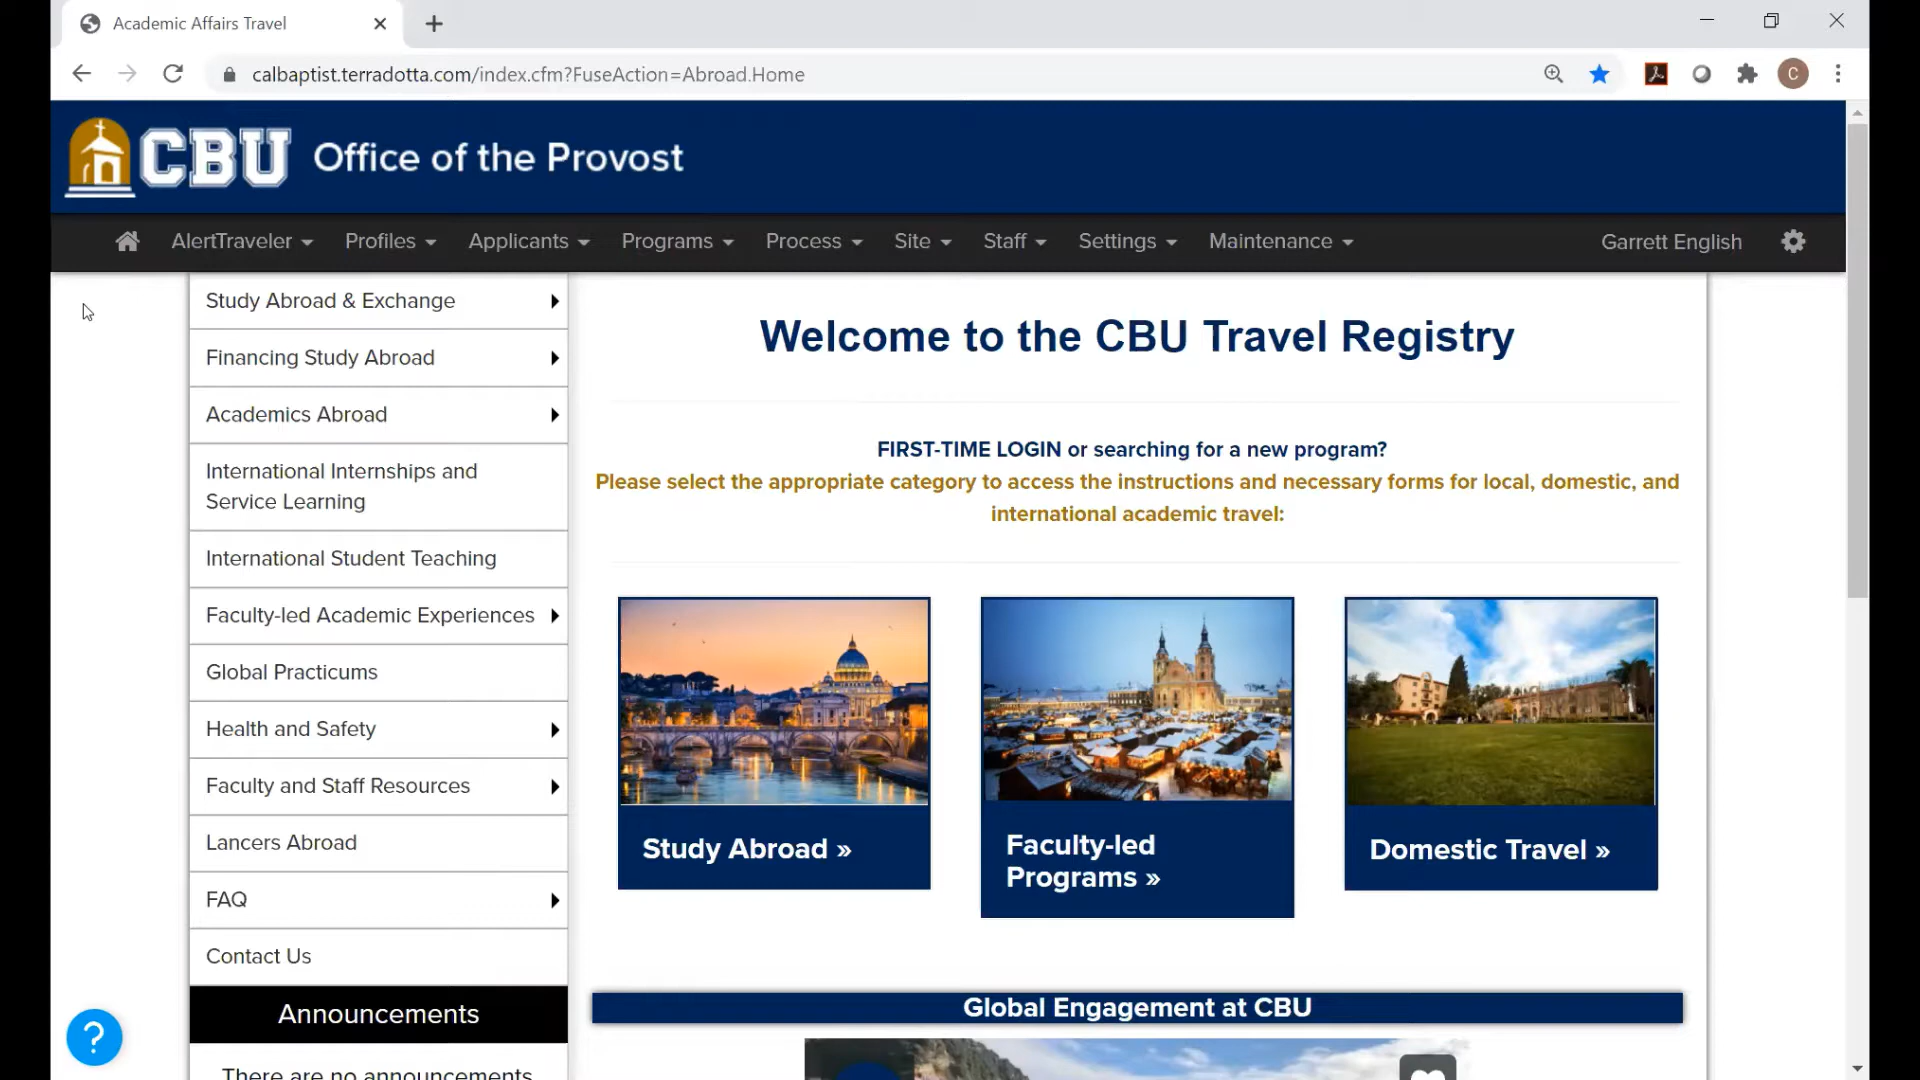 Academic Affairs Travel
calbaptist.terradotta.com/index.cfm?FuseAction=Abroad.Home
C
CBU Office of the Provost
AlertTraveler Profiles Applicants Programs Process Site Staff Settings Maintenance Garrett English
Study Abroad & Exchange
Financing Study Abroad
Academics Abroad
International Internships and
Service Learning
International Student Teaching
Faculty-led Academic Experiences
Global Practicums
Health and Safety
Faculty and Staff Resources
Lancers Abroad
FAQ
Contact Us
Announcements
There are no announcements
Welcome to the CBU Travel Registry
FIRST-TIME LOGIN or searching for a new program?
Please select the appropriate category to access the instructions and necessary forms for local, domestic, and
international academic travel:
Study Abroad »
Faculty-led
Programs »
Domestic Travel »
Global Engagement at CBU
?